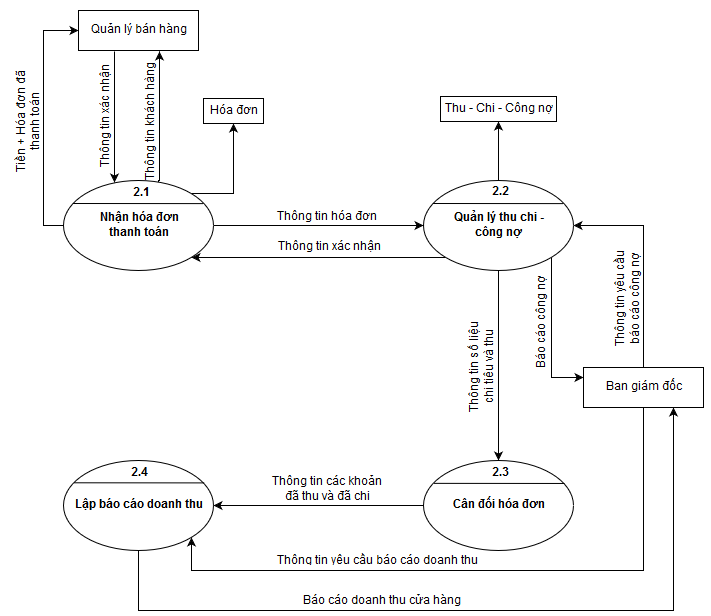 Quản lý bán hàng
Tiền + Hóa đơn đã
thanh toán
Thông tin xác nhận
Thông tin khách hàng
Hóa đơn
Thu - Chi - Công nợ
2.1
Nhận hóa đơn
thanh toán
Thông tin hóa đơn
Thông tin xác nhận
2.2
Quản lý thu chi -
công nợ
Thông tin số liệu
chi tiêu và thu
Báo cáo công nợ
Thông tin yêu cầu
báo cáo công nợ
Ban giám đốc
2.4
Lập báo cáo doanh thu
Thông tin các khoản
đã thu và đã chi
2.3
Cân đối hóa đơn
Thông tin yêu cầu báo cáo doanh thu
Báo cáo doanh thu cửa hàng